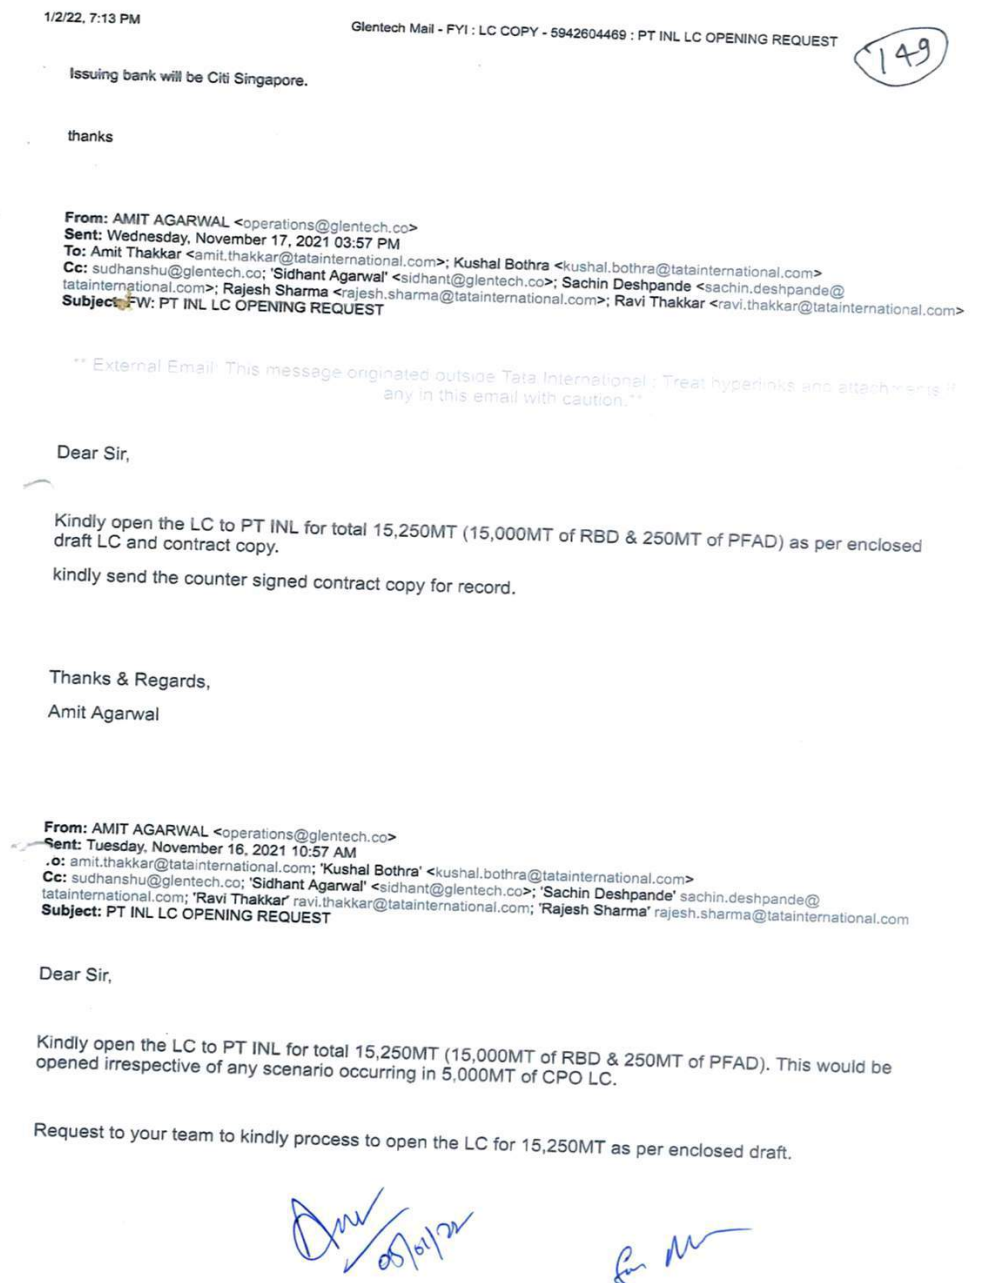 1/2/22, 7:13 PM
Glentech Mail - FYI : LC COPY - 5942604469 : PT INL LC OPENING REQUEST
149
Issuing bank will be Citi Singapore.
thanks
From: AMIT AGARWAL <operations@glentech.co>
Sent: Wednesday, November 17, 2021 03:57 PM
To: Amit Thakkar <amit.thakkar@tatainternational.com>; Kushal Bothra <kushal.bothra@tatainternational.com>
Cc: sudhanshu@glentech.co; 'Sidhant Agarwal' <sidhant@glentech.co>; Sachin Deshpande <sachin.deshpande@
tatainternational.com>; Rajesh Sharma <rajesh.sharma@tatainternational.com>; Ravi Thakkar <ravi.thakkar@tatainternational.com>
Subject: FW: PT INL LC OPENING REQUEST
** External Email: This message originated outside Tata International ; Treat hyperlinks and attachments if
any in this email with caution.**
Dear Sir,
Kindly open the LC to PT INL for total 15,250MT (15,000MT of RBD & 250MT of PFAD) as per enclosed
draft LC and contract copy.
kindly send the counter signed contract copy for record.
Thanks & Regards,
Amit Agarwal
From: AMIT AGARWAL <operations@glentech.co>
Sent: Tuesday, November 16, 2021 10:57 AM
.o: amit.thakkar@tatainternational.com; 'Kushal Bothra' <kushal.bothra@tatainternational.com>
Cc: sudhanshu@glentech.co; 'Sidhant Agarwal' <sidhant@glentech.co>; 'Sachin Deshpande' sachin.deshpande@
tatainternational.com; 'Ravi Thakkar' ravi.thakkar@tatainternational.com; 'Rajesh Sharma' rajesh.sharma@tatainternational.com
Subject: PT INL LC OPENING REQUEST
Dear Sir,
Kindly open the LC to PT INL for total 15,250MT (15,000MT of RBD & 250MT of PFAD). This would be
opened irrespective of any scenario occurring in 5,000MT of CPO LC.
Request to your team to kindly process to open the LC for 15,250MT as per enclosed draft.
05/01/22